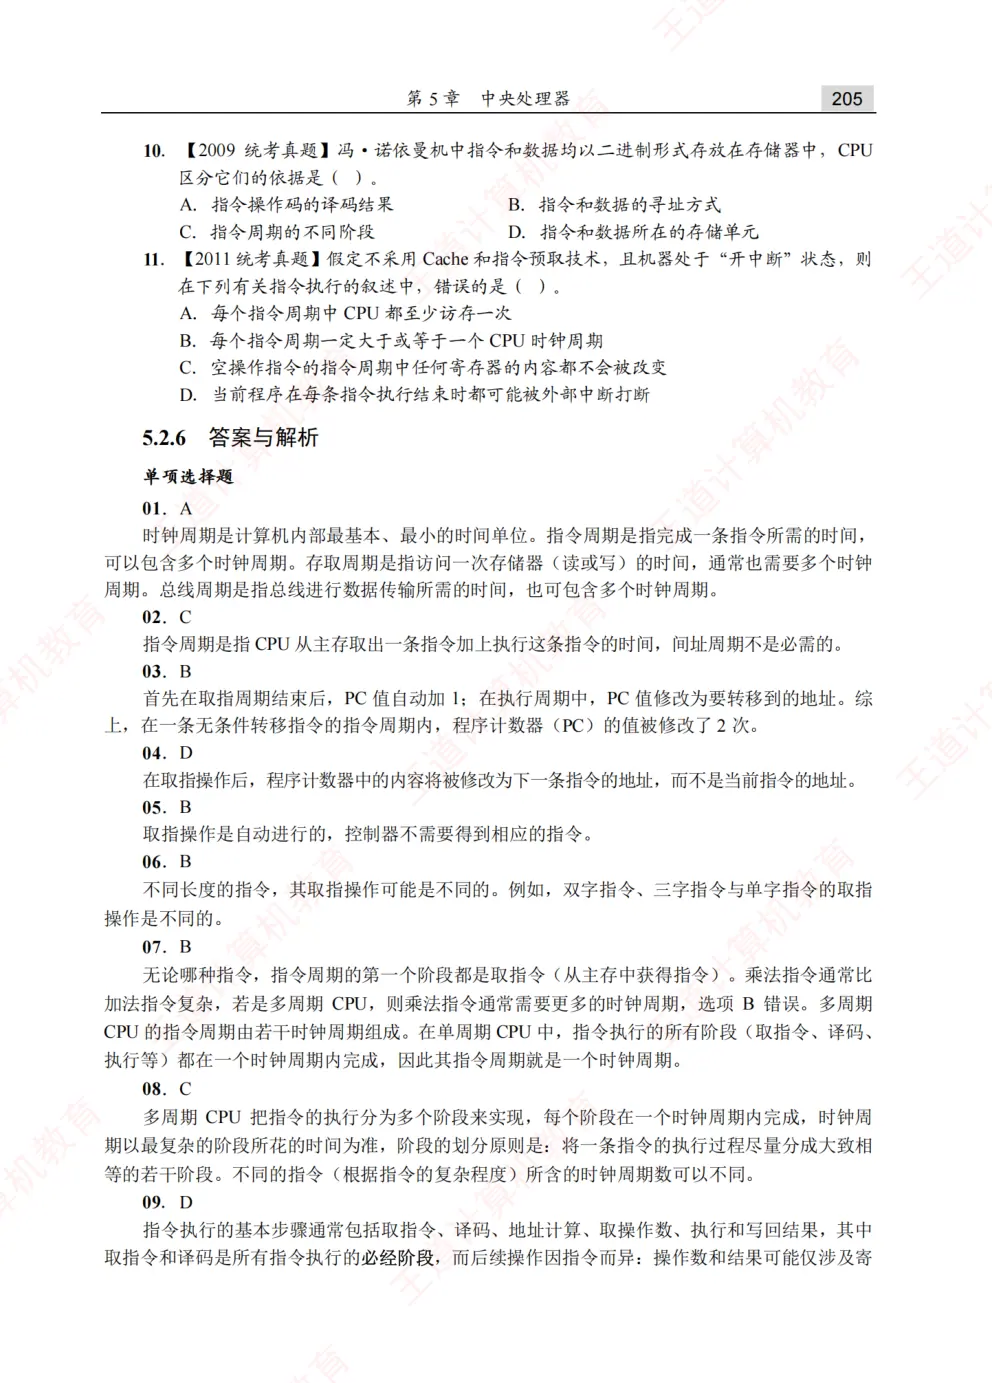 第 5 章 中央处理器 205
10. 【2009 统考真题】冯·诺依曼机中指令和数据均以二进制形式存放在存储器中，CPU
区分它们的依据是（ ）。
A. 指令操作码的译码结果 B. 指令和数据的寻址方式
C. 指令周期的不同阶段 D. 指令和数据所在的存储单元
11. 【2011 统考真题】假定不采用 Cache 和指令预取技术，且机器处于“开中断”状态，则
在下列有关指令执行的叙述中，错误的是（ ）。
A. 每个指令周期中 CPU 都至少访存一次
B. 每个指令周期一定大于或等于一个 CPU 时钟周期
C. 空操作指令的指令周期中任何寄存器的内容都不会被改变
D. 当前程序在每条指令执行结束时都可能被外部中断打断
5.2.6 答案与解析
单项选择题
01. A
时钟周期是计算机内部最基本、最小的时间单位。指令周期是指完成一条指令所需的时间，
可以包含多个时钟周期。存取周期是指访问一次存储器（读或写）的时间，通常也需要多个时钟
周期。总线周期是指总线进行数据传输所需的时间，也可包含多个时钟周期。
02. C
指令周期是指 CPU 从主存取出一条指令加上执行这条指令的时间，间址周期不是必需的。
03. B
首先在取指周期结束后，PC 值自动加 1；在执行周期中，PC 值修改为要转移到的地址。综
上，在一条无条件转移指令的指令周期内，程序计数器（PC）的值被修改了 2 次。
04. D
在取指操作后，程序计数器中的内容将被修改为下一条指令的地址，而不是当前指令的地址。
05. B
取指操作是自动进行的，控制器不需要得到相应的指令。
06. B
不同长度的指令，其取指操作可能是不同的。例如，双字指令、三字指令与单字指令的取指
操作是不同的。
07. B
无论哪种指令，指令周期的第一个阶段都是取指令（从主存中获得指令）。乘法指令通常比
加法指令复杂，若是多周期 CPU，则乘法指令通常需要更多的时钟周期，选项 B 错误。多周期
CPU 的指令周期由若干时钟周期组成。在单周期 CPU 中，指令执行的所有阶段（取指令、译码、
执行等）都在一个时钟周期内完成，因此其指令周期就是一个时钟周期。
08. C
多周期 CPU 把指令的执行分为多个阶段来实现，每个阶段在一个时钟周期内完成，时钟周
期以最复杂的阶段所花的时间为准，阶段的划分原则是：将一条指令的执行过程尽量分成大致相
等的若干阶段。不同的指令（根据指令的复杂程度）所含的时钟周期数可以不同。
09. D
指令执行的基本步骤通常包括取指令、译码、地址计算、取操作数、执行和写回结果，其中
取指令和译码是所有指令执行的必经阶段，而后续操作因指令而异：操作数和结果可能仅涉及寄
王道计算机教育